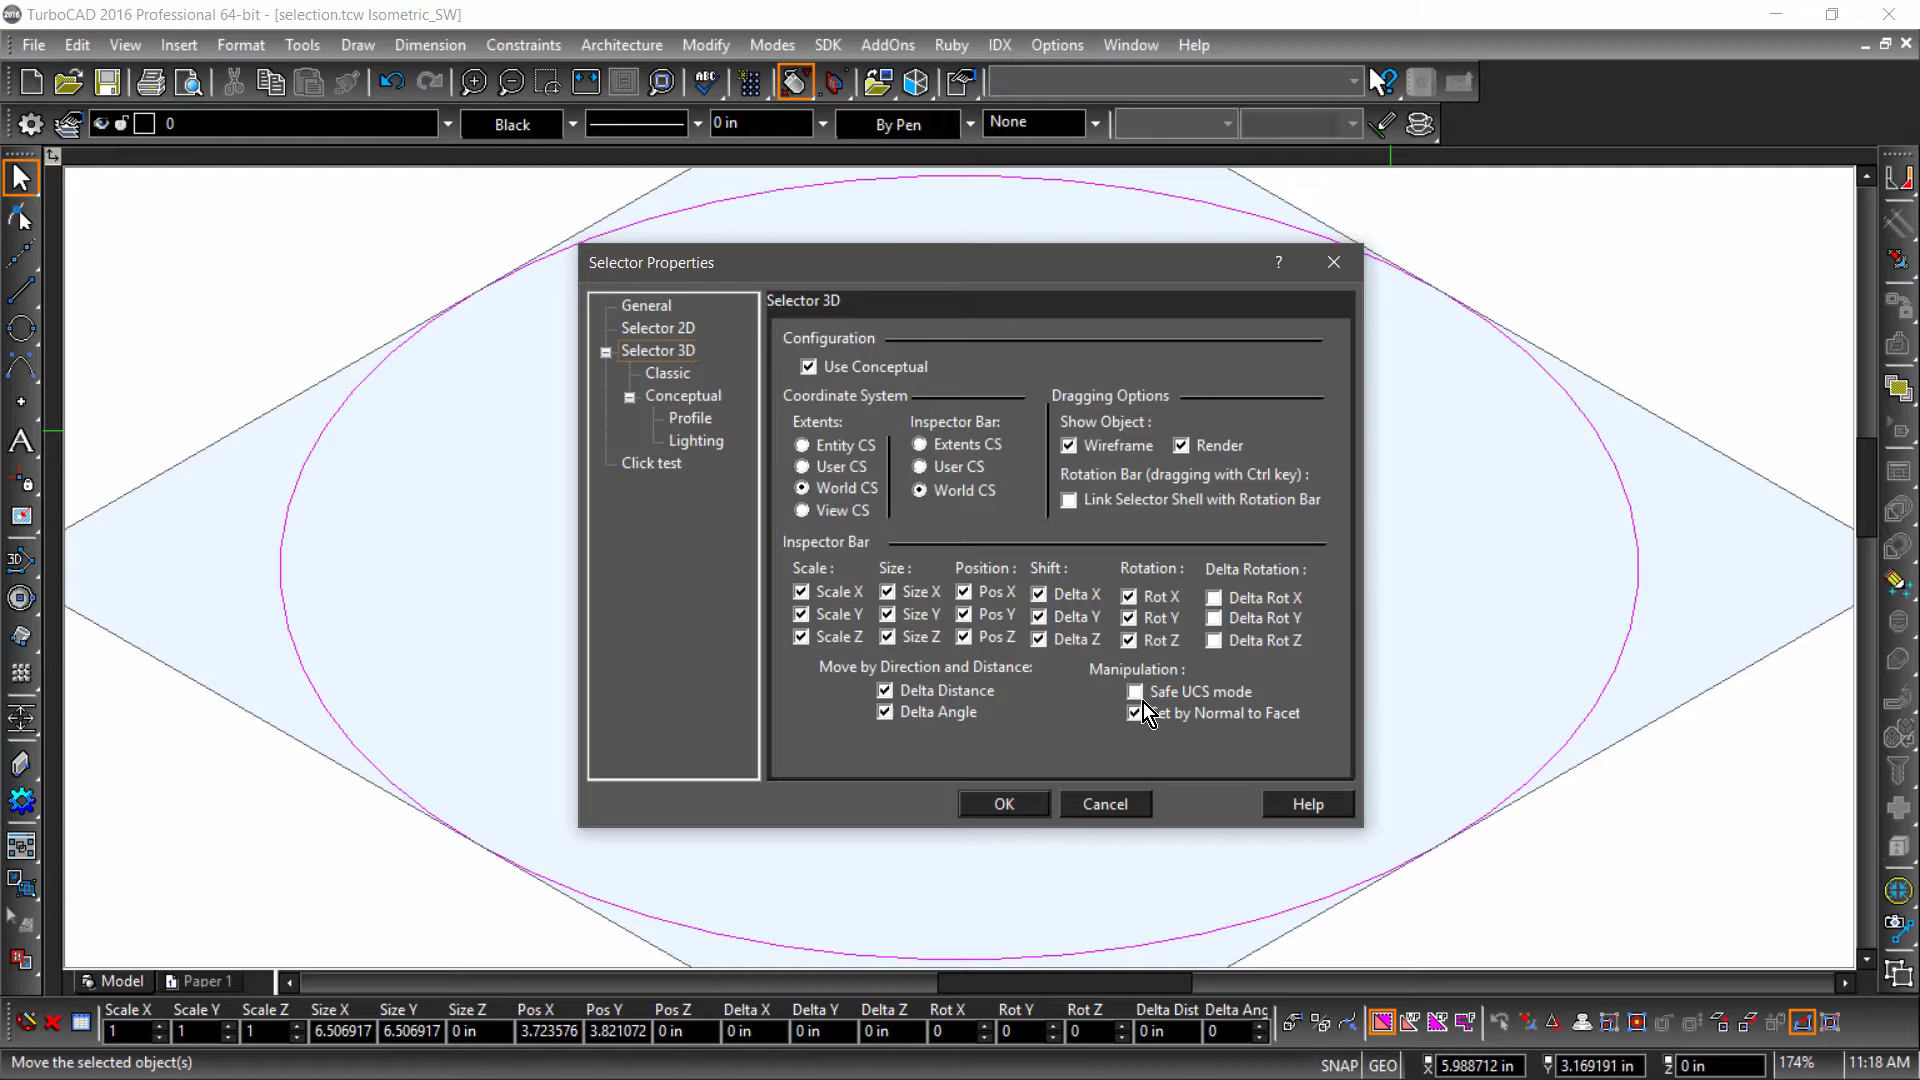 TurboCAD 2016 Professional 64-bit - [selection.tcw Isometric_SW]
File Edit View Insert Format Tools Draw Dimension Constraints Architecture Modify Modes SDK AddOns Ruby IDX Options Window Help
ABC
0 Black 0 in By Pen None
Selector Properties ?
General
Selector 2D
Selector 3D
Classic
Conceptual
Profile
Lighting
Click test
Selector 3D
Configuration
Use Conceptual
Coordinate System
Extents:
Entity CS
User CS
World CS
View CS
Inspector Bar:
Extents CS
User CS
World CS
Dragging Options
Show Object :
Wireframe Render
Rotation Bar (dragging with Ctrl key) :
Link Selector Shell with Rotation Bar
Inspector Bar
Scale : Size : Position : Shift : Rotation : Delta Rotation :
Scale X Size X Pos X Delta X Rot X Delta Rot X
Scale Y Size Y Pos Y Delta Y Rot Y Delta Rot Y
Scale Z Size Z Pos Z Delta Z Rot Z Delta Rot Z
Move by Direction and Distance:
Delta Distance
Delta Angle
Manipulation :
Safe UCS mode
et by Normal to Facet
OK Cancel Help
3D
Model Paper 1
Scale X Scale Y Scale Z Size X Size Y Size Z Pos X Pos Y Pos Z Delta X Delta Y Delta Z Rot X Rot Y Rot Z Delta Dist Delta Ang
1 1 1 6.506917 6.506917 0 in 3.723576 3.821072 0 in 0 in 0 in 0 in 0 0 0 0 in 0
Move the selected object(s)
SNAP GEO X 5.988712 in Y 3.169191 in Z 0 in 174% 11:18 AM